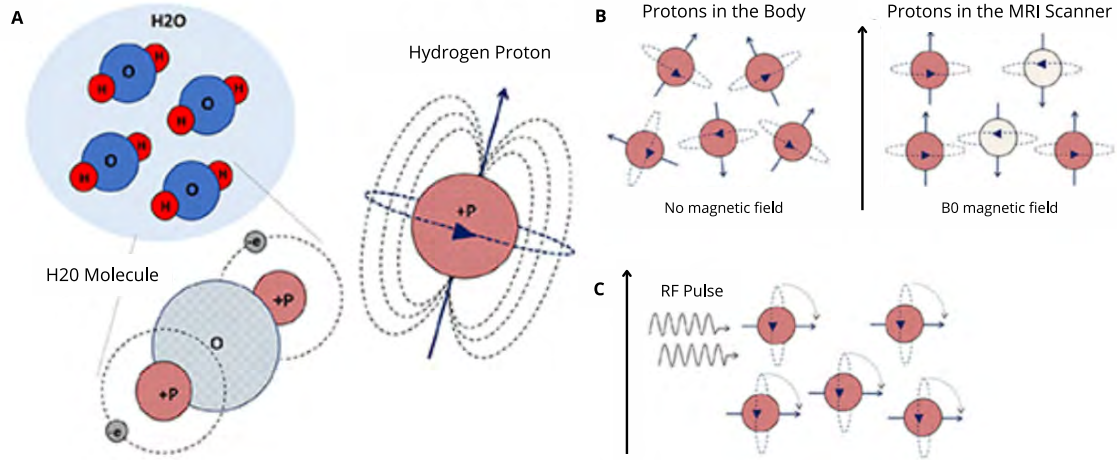 A
H2O
O
H
H
O
H
H
O
H
H
O
H
H
H20 Molecule
-e
+P
O
+P
-e
Hydrogen Proton
+P
B
Protons in the Body
Protons in the MRI Scanner
No magnetic field
B0 magnetic field
C
RF Pulse